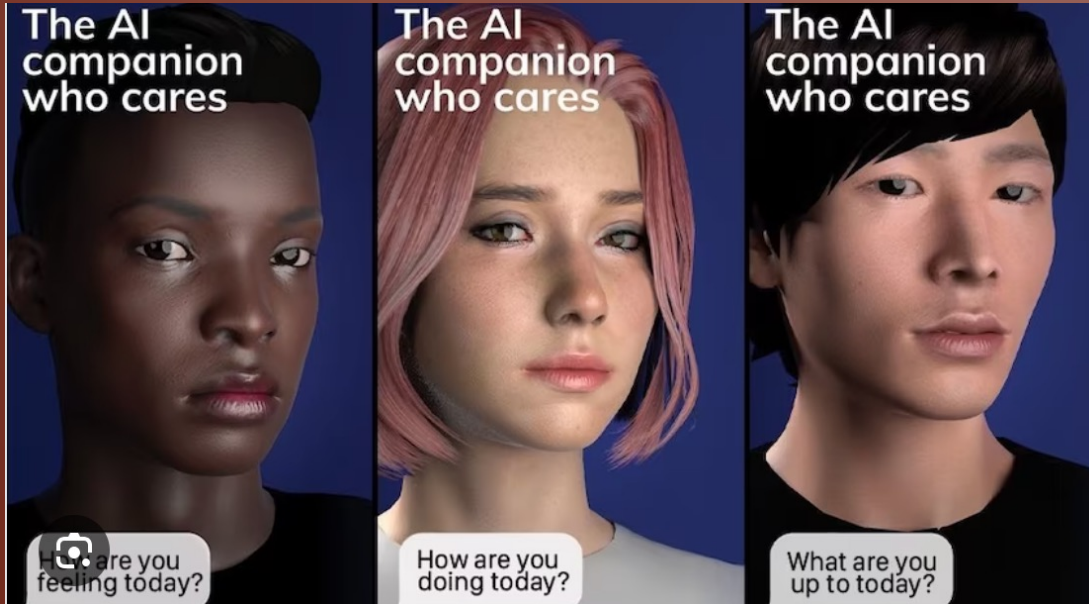 The AI
companion
who cares
How are you
feeling today?
The AI
companion
who cares
How are you
doing today?
The AI
companion
who cares
What are you
up to today?